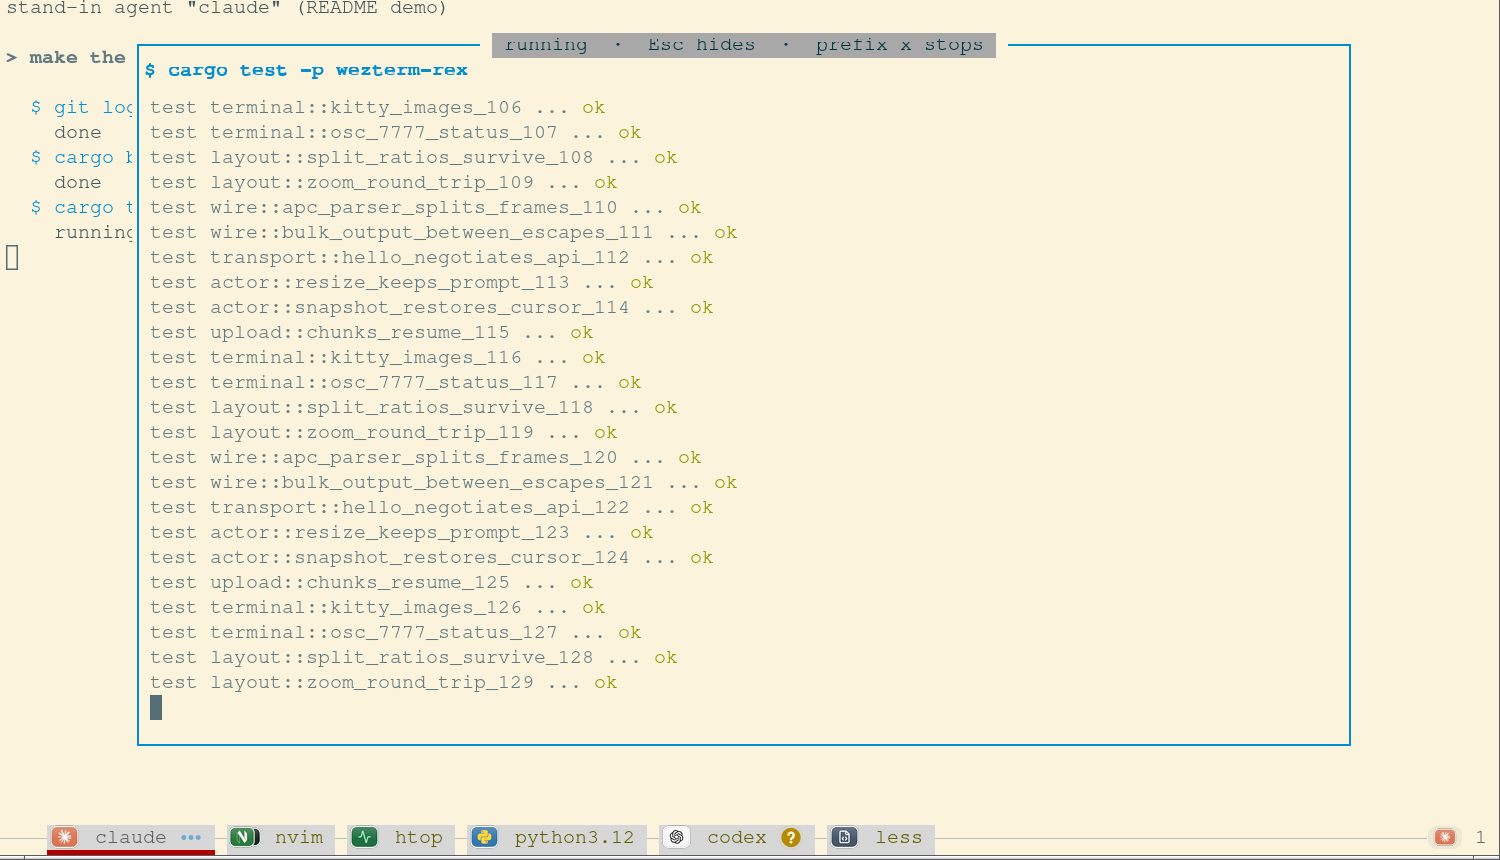 stand-in agent "claude" (README demo)
running · Esc hides · prefix x stops
> make the
$ cargo test -p wezterm-rex
$ git log
test terminal::kitty_images_106 ... ok
done
test terminal::osc_7777_status_107 ... ok
$ cargo b
test layout::split_ratios_survive_108 ... ok
done
test layout::zoom_round_trip_109 ... ok
$ cargo t
test wire::apc_parser_splits_frames_110 ... ok
running
test wire::bulk_output_between_escapes_111 ... ok
test transport::hello_negotiates_api_112 ... ok
test actor::resize_keeps_prompt_113 ... ok
test actor::snapshot_restores_cursor_114 ... ok
test upload::chunks_resume_115 ... ok
test terminal::kitty_images_116 ... ok
test terminal::osc_7777_status_117 ... ok
test layout::split_ratios_survive_118 ... ok
test layout::zoom_round_trip_119 ... ok
test wire::apc_parser_splits_frames_120 ... ok
test wire::bulk_output_between_escapes_121 ... ok
test transport::hello_negotiates_api_122 ... ok
test actor::resize_keeps_prompt_123 ... ok
test actor::snapshot_restores_cursor_124 ... ok
test upload::chunks_resume_125 ... ok
test terminal::kitty_images_126 ... ok
test terminal::osc_7777_status_127 ... ok
test layout::split_ratios_survive_128 ... ok
test layout::zoom_round_trip_129 ... ok
claude ••• nvim htop python3.12 codex ? less 1